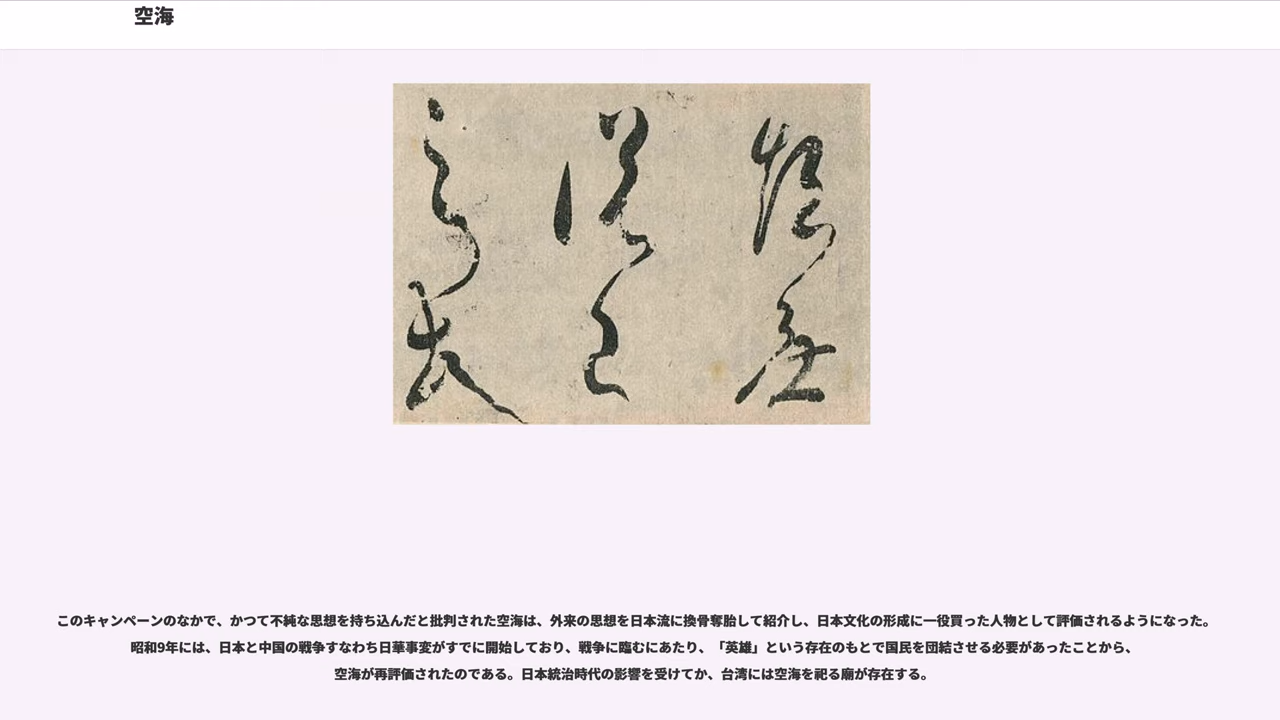 空海
このキャンペーンのなかで、かつて不純な思想を持ち込んだと批判された空海は、外来の思想を日本流に換骨奪胎して紹介し、日本文化の形成に一役買った人物として評価されるようになった。
昭和9年には、日本と中国の戦争すなわち日華事変がすでに開始しており、戦争に臨むにあたり、「英雄」という存在のもとで国民を団結させる必要があったことから、
空海が再評価されたのである。日本統治時代の影響を受けてか、台湾には空海を祀る廟が存在する。